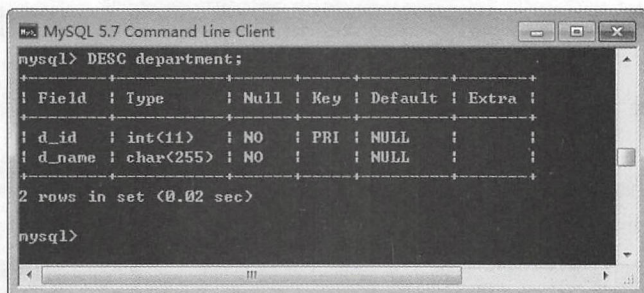 MySQL 5.7 Command Line Client
mysql> DESC department;
+--------+-----------+------+-----+---------+-------+
| Field | Type | Null | Key | Default | Extra |
+--------+-----------+------+-----+---------+-------+
| d_id | int(11) | NO | PRI | NULL | |
| d_name | char(255) | NO | | NULL | |
+--------+-----------+------+-----+---------+-------+
2 rows in set (0.02 sec)
mysql>